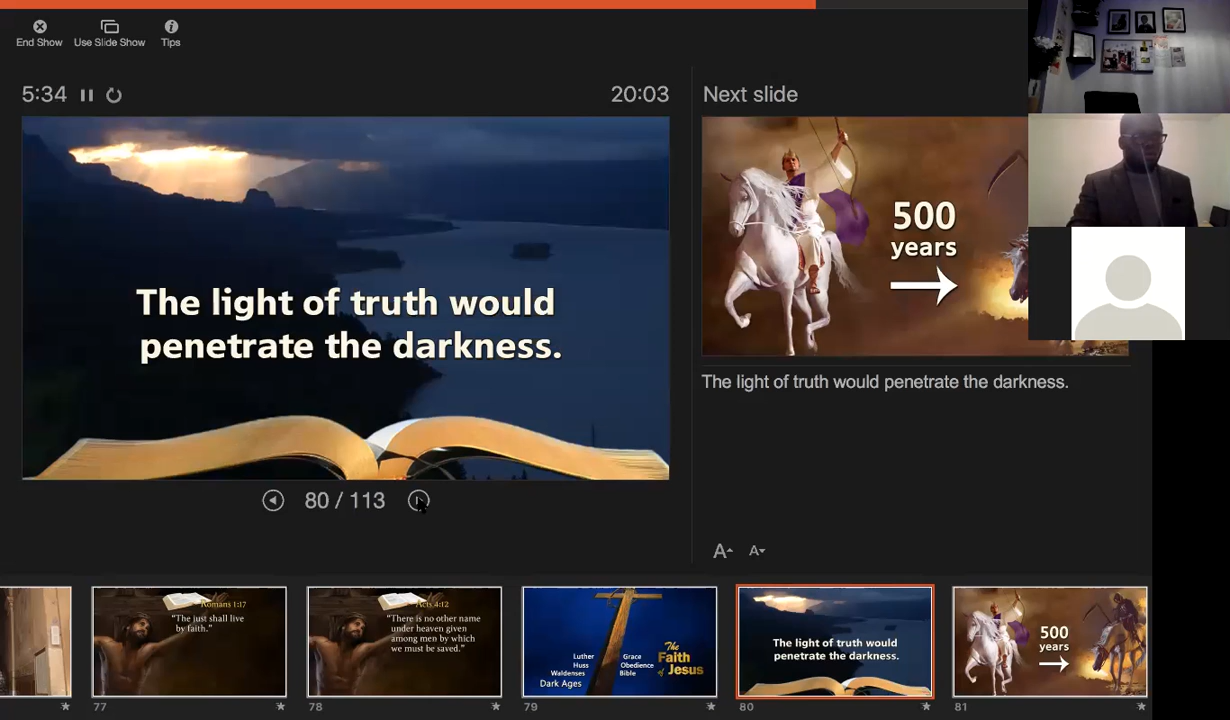 End Show
Use Slide Show
Tips
5:34
20:03
Next slide
The light of truth would
penetrate the darkness.
500
years
The light of truth would penetrate the darkness.
80 / 113
A
A
Romans 1:17
"The just shall live
by faith."
Acts 4:12
"There is no other name
under heaven given
among men by which
we must be saved."
Luther
Huss
Waldenses
Dark Ages
Grace
Obedience
Bible
The
Faith
of Jesus
The light of truth would
penetrate the darkness.
500
years
77
78
79
80
81